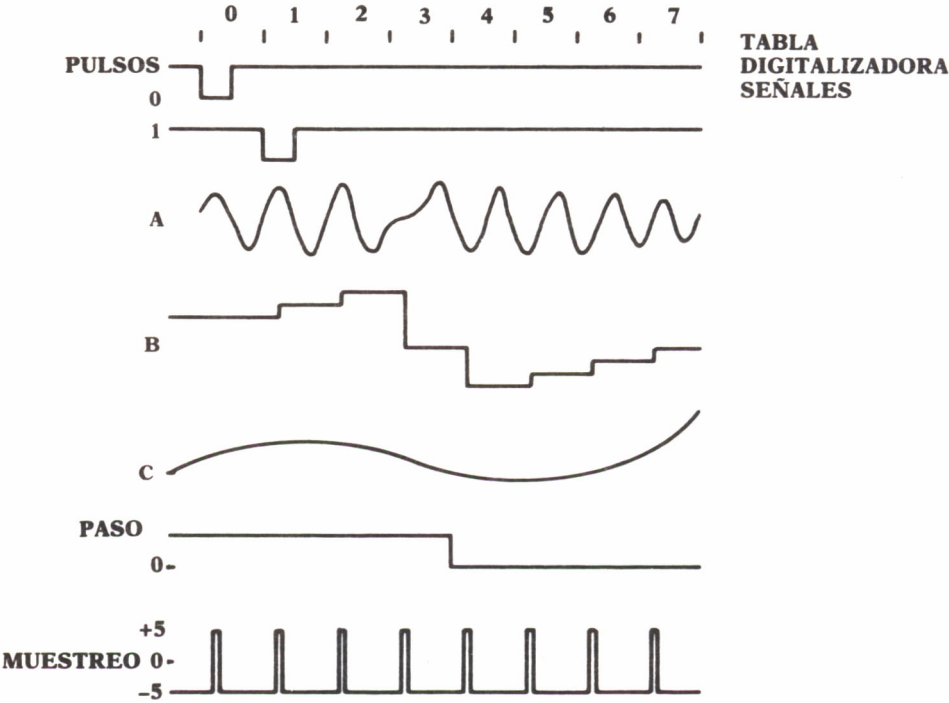 0 1 2 3 4 5 6 7
TABLA
DIGITALIZADORA
SEÑALES
PULSOS
0
1
A
B
C
PASO
0-
+5
MUESTREO 0-
-5